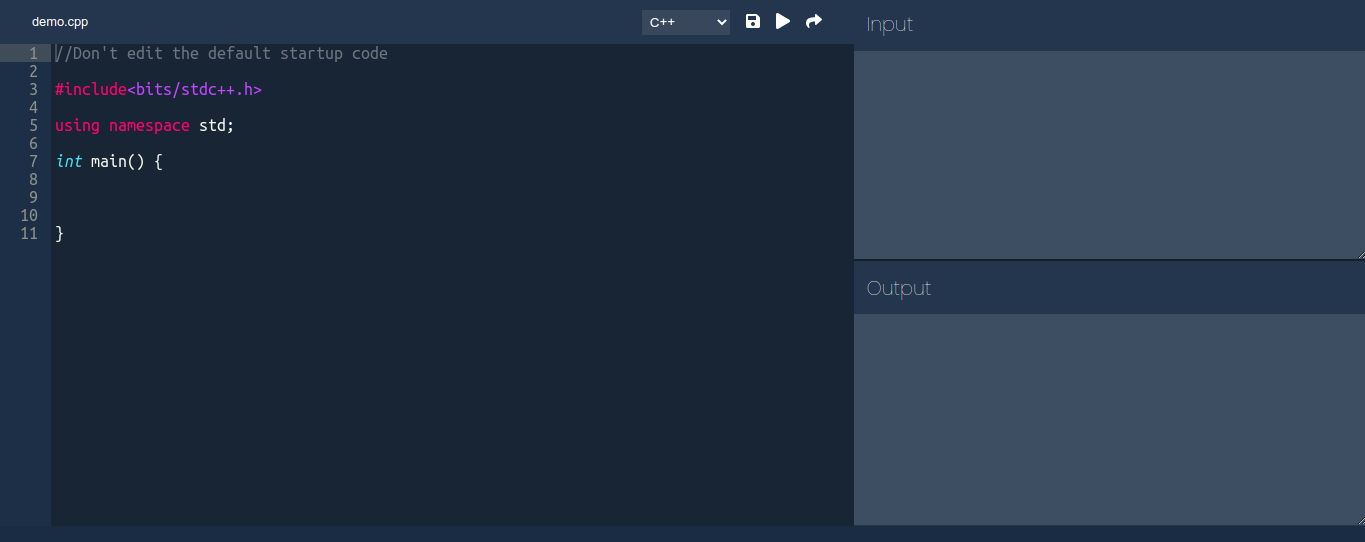 demo.cpp
C++
1 //Don't edit the default startup code
2
3 #include<bits/stdc++.h>
4
5 using namespace std;
6
7 int main() {
8
9
10
11 }
Input
Output